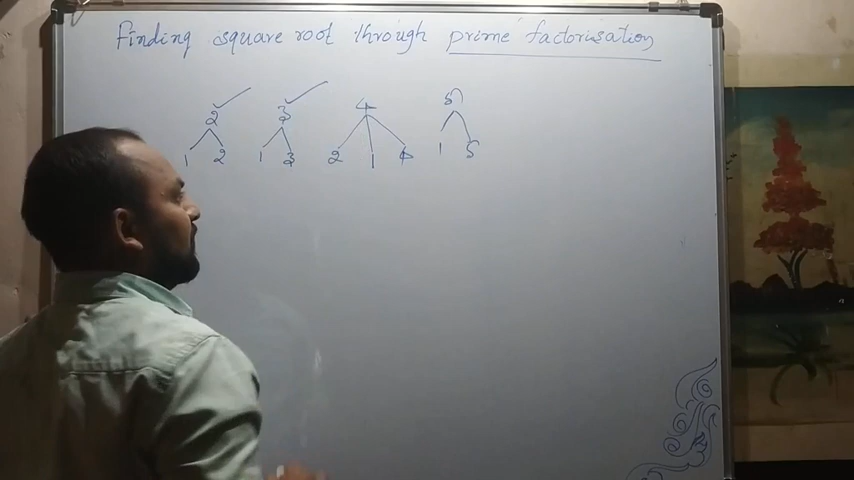 Finding square root through prime factorisation
2 3 4 5
1 2 1 3 2 1 4 1 5